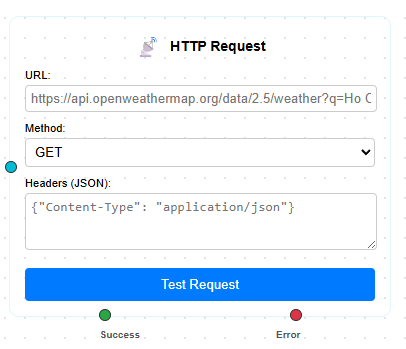 HTTP Request
URL:
https://api.openweathermap.org/data/2.5/weather?q=Ho C
Method:
GET
Headers (JSON):
{"Content-Type": "application/json"}
Test Request
Success
Error